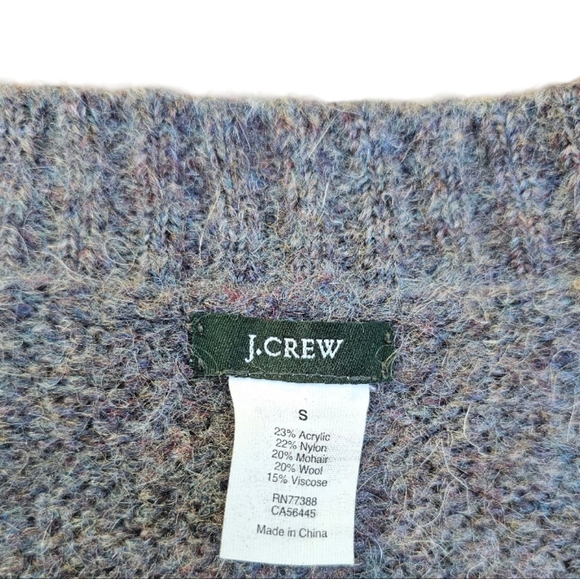 J.CREW
S
23% Acrylic
22% Nylon
20% Mohair
20% Wool
15% Viscose
RN77388
CA56445
Made in China